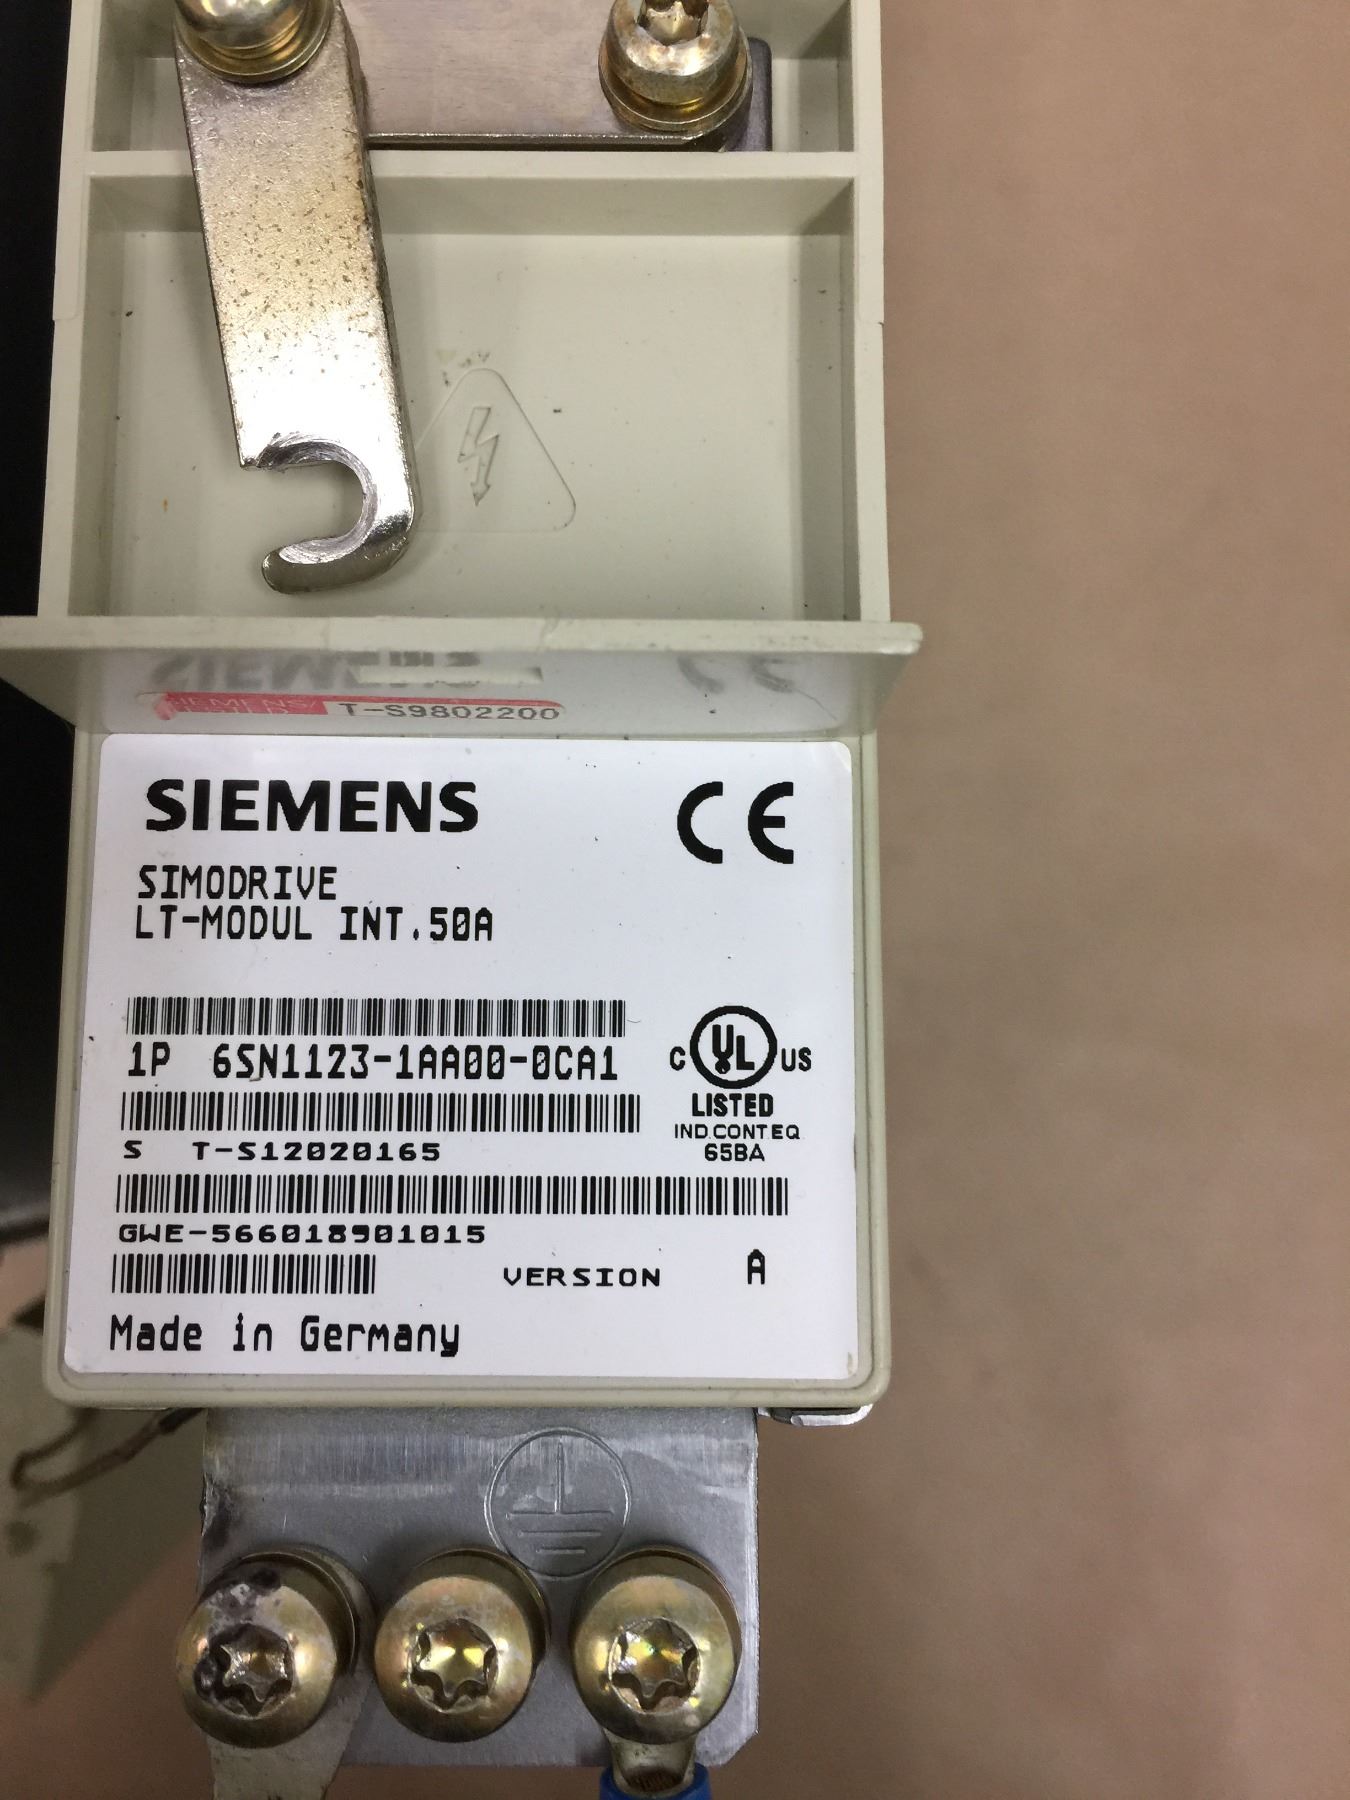 T-S9802200
SIEMENS CE
SIMODRIVE
LT-MODUL INT.50A
1P 6SN1123-1AA00-0CA1
C UL US
LISTED
IND.CONT.EQ.
65BA
S T-S12020165
GWE-566018901015
VERSION A
Made in Germany